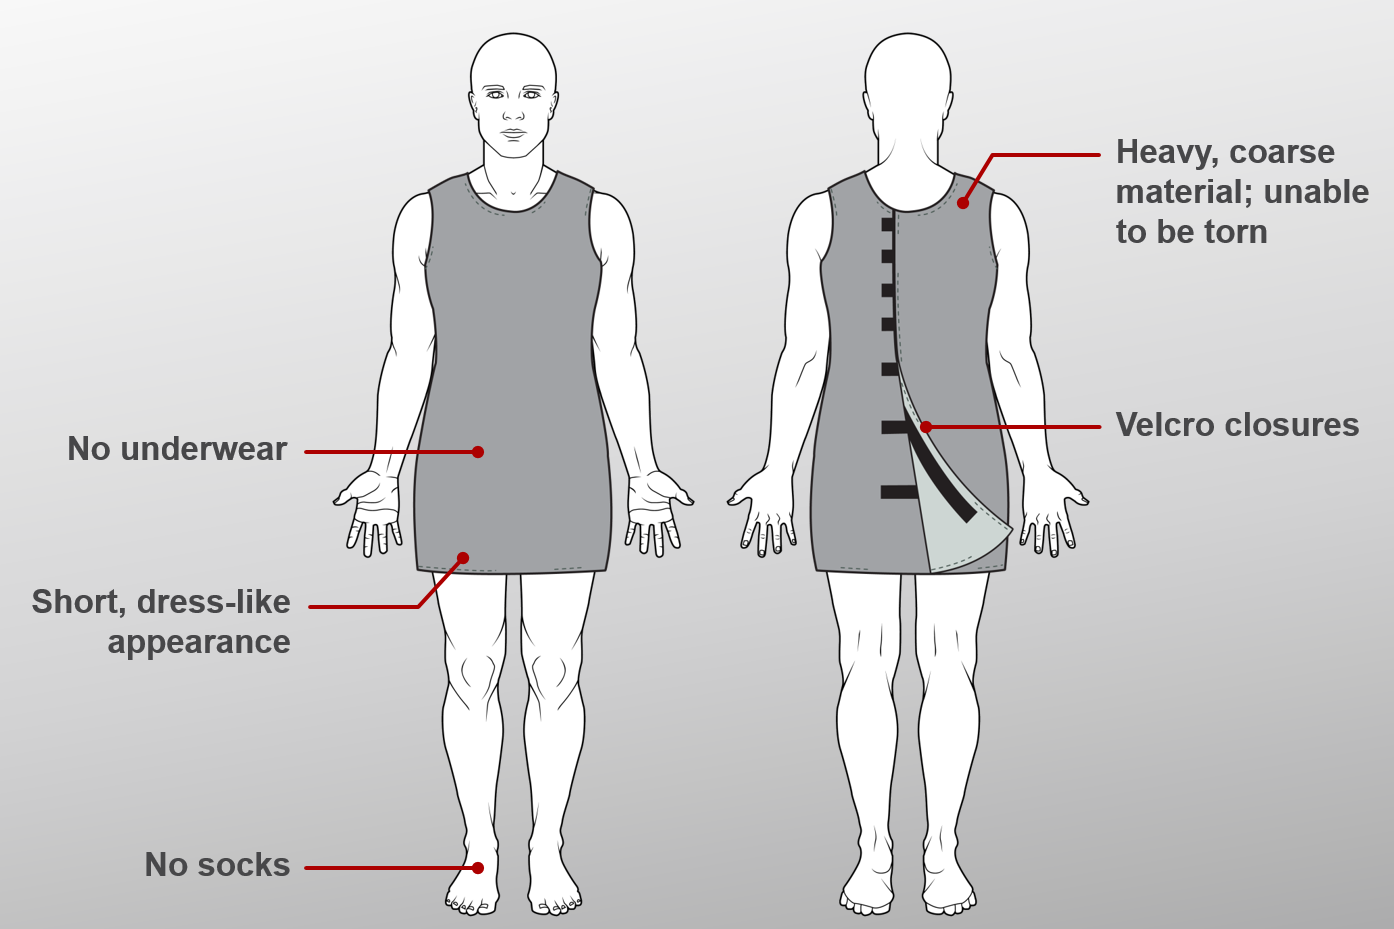 Heavy, coarse
material; unable
to be torn
Velcro closures
No underwear
Short, dress-like
appearance
No socks